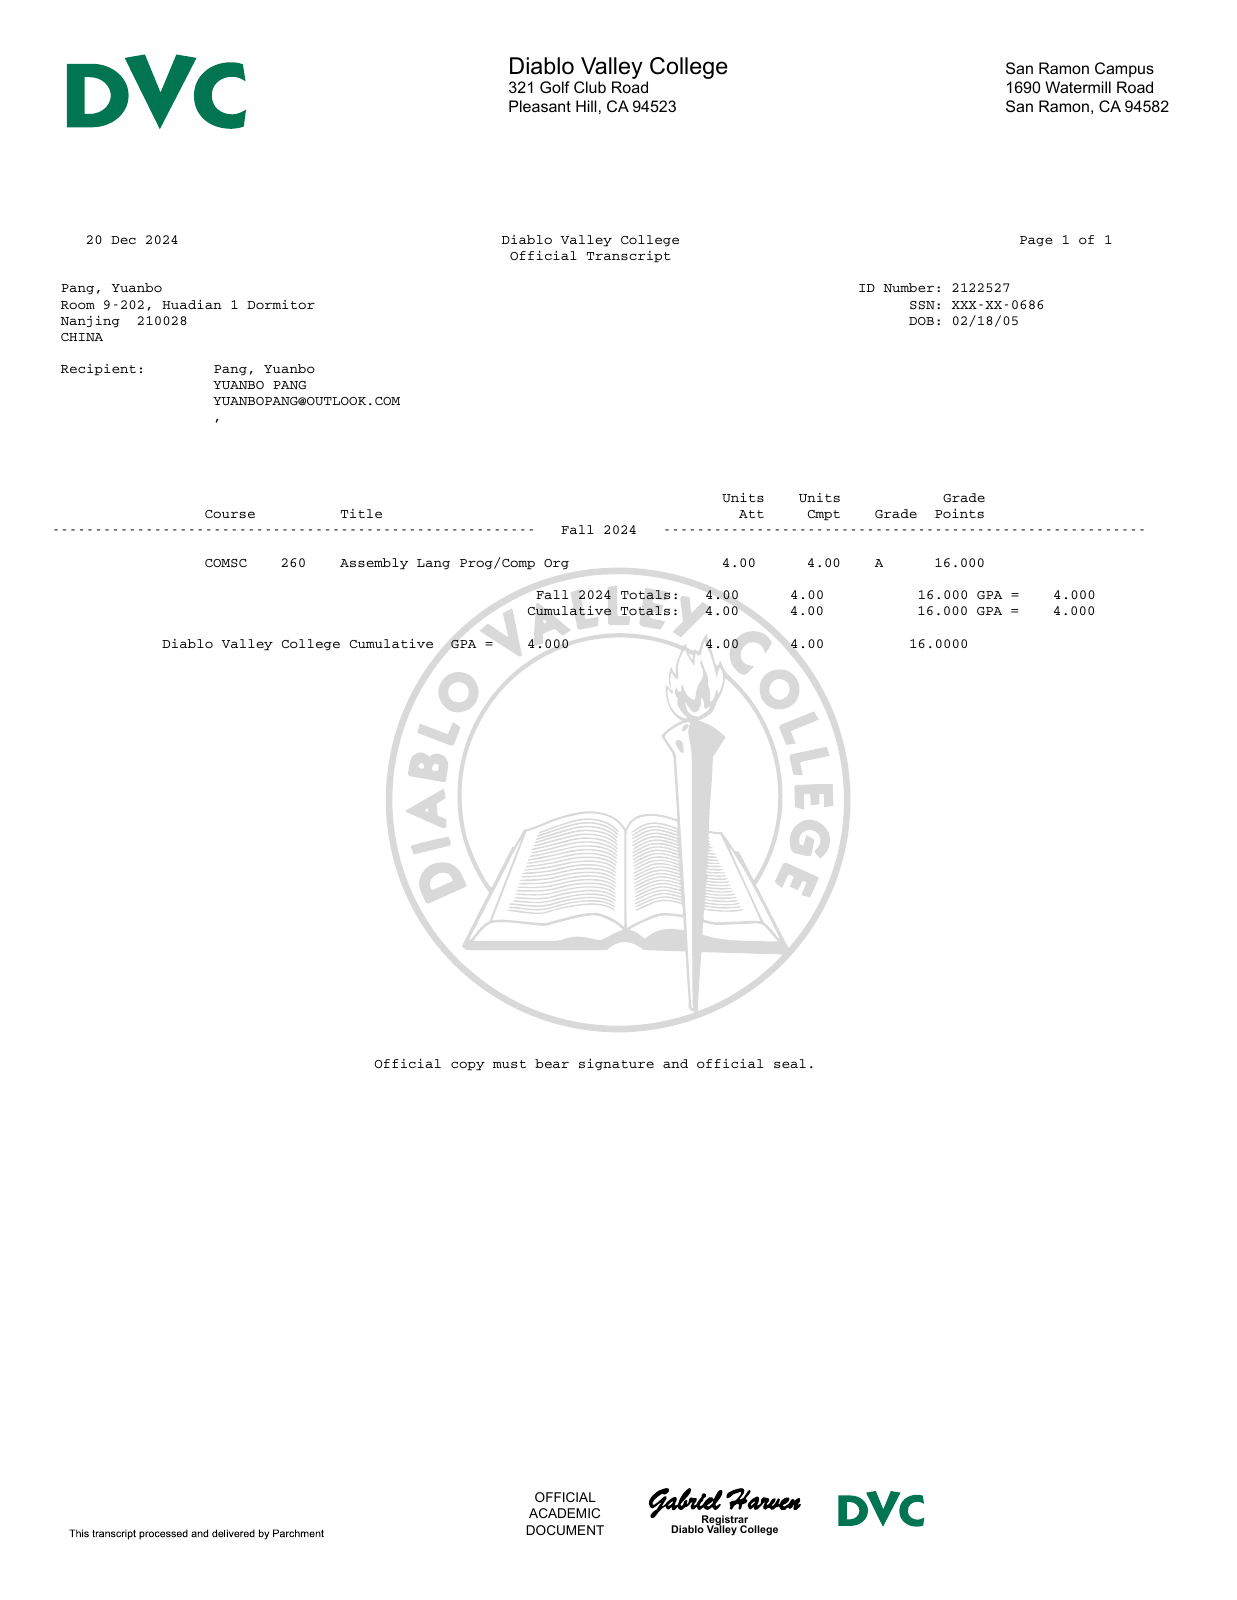 DVC
Diablo Valley College
321 Golf Club Road
Pleasant Hill, CA 94523
San Ramon Campus
1690 Watermill Road
San Ramon, CA 94582
20 Dec 2024 Diablo Valley College Page 1 of 1
Official Transcript
Pang, Yuanbo ID Number: 2122527
Room 9-202, Huadian 1 Dormitor SSN: XXX-XX-0686
Nanjing 210028 DOB: 02/18/05
CHINA
Recipient: Pang, Yuanbo
YUANBO PANG
YUANBOPANG@OUTLOOK.COM
,
Units Units Grade
Course Title Att Cmpt Grade Points
--------------------------------------------------------- Fall 2024 ---------------------------------------------------------
COMSC 260 Assembly Lang Prog/Comp Org 4.00 4.00 A 16.000
Fall 2024 Totals: 4.00 4.00 16.000 GPA = 4.000
Cumulative Totals: 4.00 4.00 16.000 GPA = 4.000
Diablo Valley College Cumulative GPA = 4.000 4.00 4.00 16.0000
DIABLO VALLEY COLLEGE
Official copy must bear signature and official seal.
This transcript processed and delivered by Parchment
OFFICIAL
ACADEMIC
DOCUMENT
Gabriel Harven
Registrar
Diablo Valley College
DVC